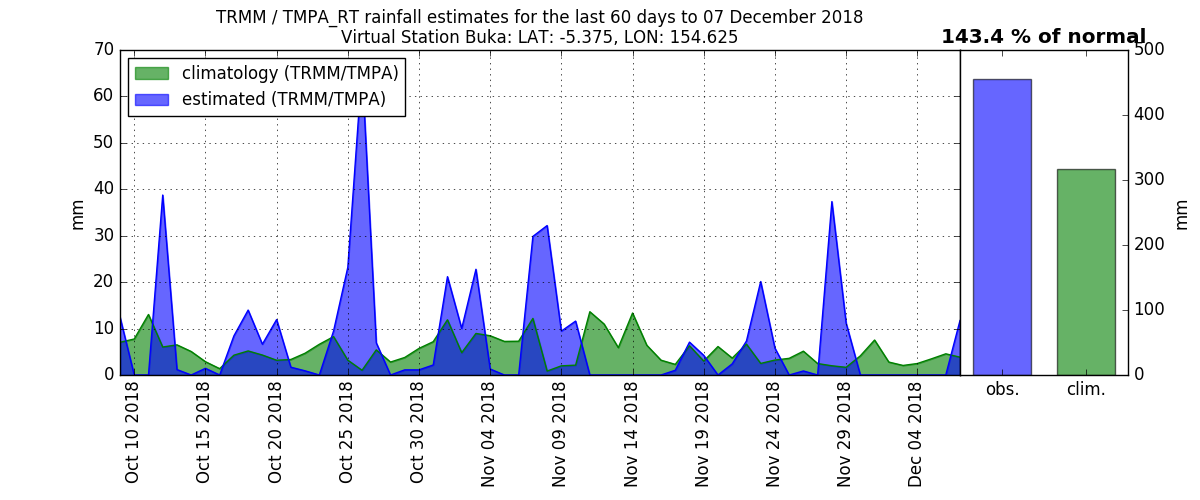 TRMM / TMPA_RT rainfall estimates for the last 60 days to 07 December 2018
Virtual Station Buka: LAT: -5.375, LON: 154.625
143.4 % of normal
climatology (TRMM/TMPA)
estimated (TRMM/TMPA)
70
60
50
40
30
20
10
0
mm
Oct 10 2018
Oct 15 2018
Oct 20 2018
Oct 25 2018
Oct 30 2018
Nov 04 2018
Nov 09 2018
Nov 14 2018
Nov 19 2018
Nov 24 2018
Nov 29 2018
Dec 04 2018
obs.
clim.
500
400
300
200
100
0
mm